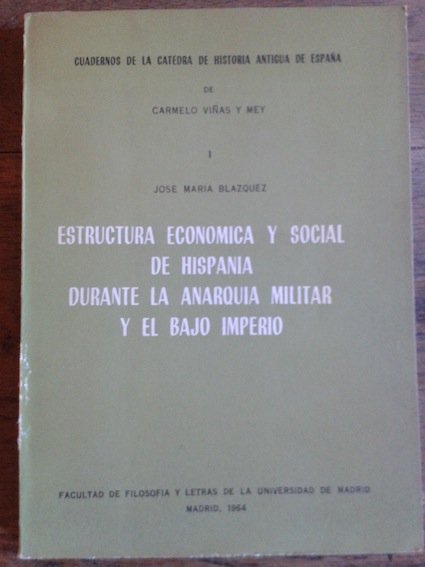 CUADERNOS DE LA CATEDRA DE HISTORIA ANTIGUA DE ESPAÑA
DE
CARMELO VIÑAS Y MEY
I
JOSE MARIA BLAZQUEZ
ESTRUCTURA ECONOMICA Y SOCIAL
DE HISPANIA
DURANTE LA ANARQUIA MILITAR
Y EL BAJO IMPERIO
FACULTAD DE FILOSOFIA Y LETRAS DE LA UNIVERSIDAD DE MADRID
MADRID, 1964